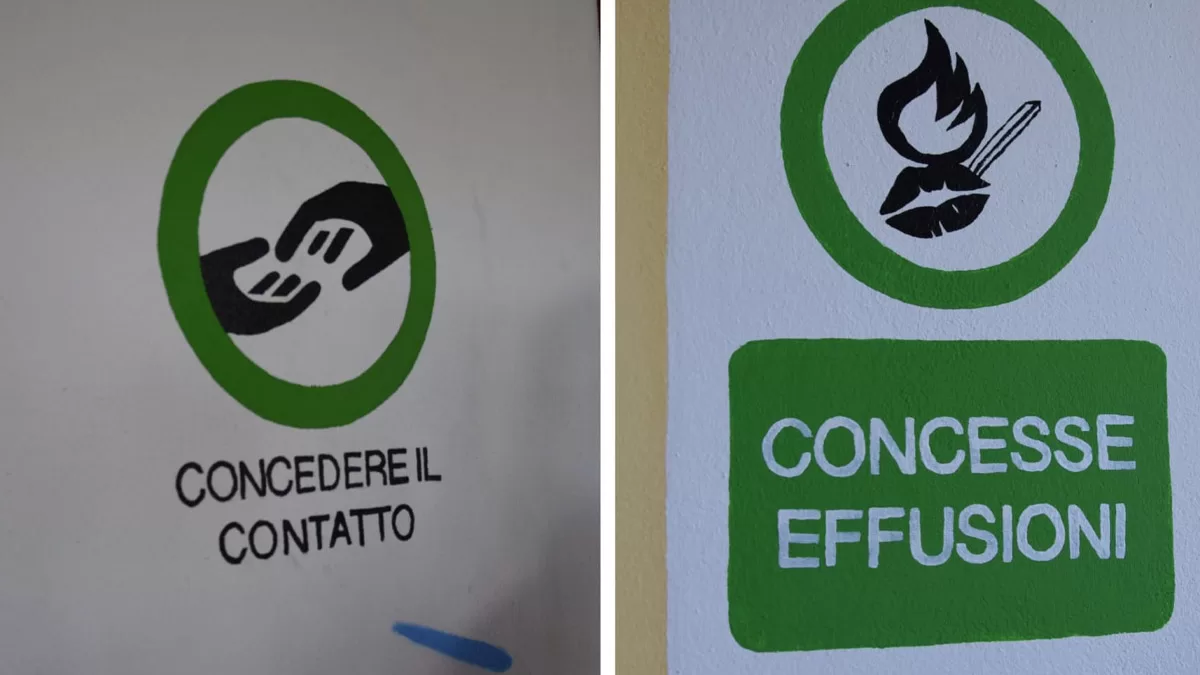 CONCEDERE IL
CONTATTO
CONCESSE
EFFUSIONI